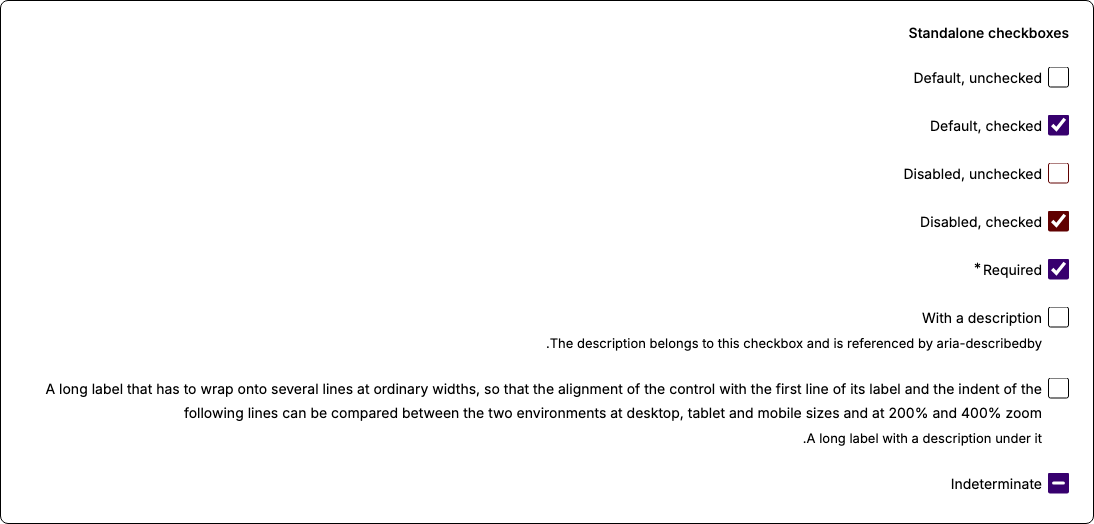 Standalone checkboxes
Default, unchecked
Default, checked
Disabled, unchecked
Disabled, checked
*Required
With a description
.The description belongs to this checkbox and is referenced by aria-describedby
A long label that has to wrap onto several lines at ordinary widths, so that the alignment of the control with the first line of its label and the indent of the
following lines can be compared between the two environments at desktop, tablet and mobile sizes and at 200% and 400% zoom
.A long label with a description under it
Indeterminate